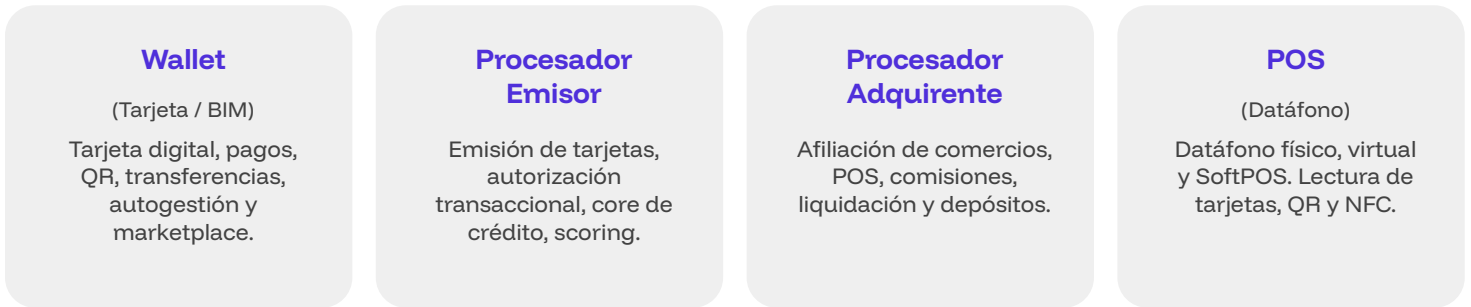 Wallet
(Tarjeta / BIM)
Tarjeta digital, pagos,
QR, transferencias,
autogestión y
marketplace.
Procesador
Emisor
Emisión de tarjetas,
autorización
transaccional, core de
crédito, scoring.
Procesador
Adquirente
Afiliación de comercios,
POS, comisiones,
liquidación y depósitos.
POS
(Datáfono)
Datáfono físico, virtual
y SoftPOS. Lectura de
tarjetas, QR y NFC.